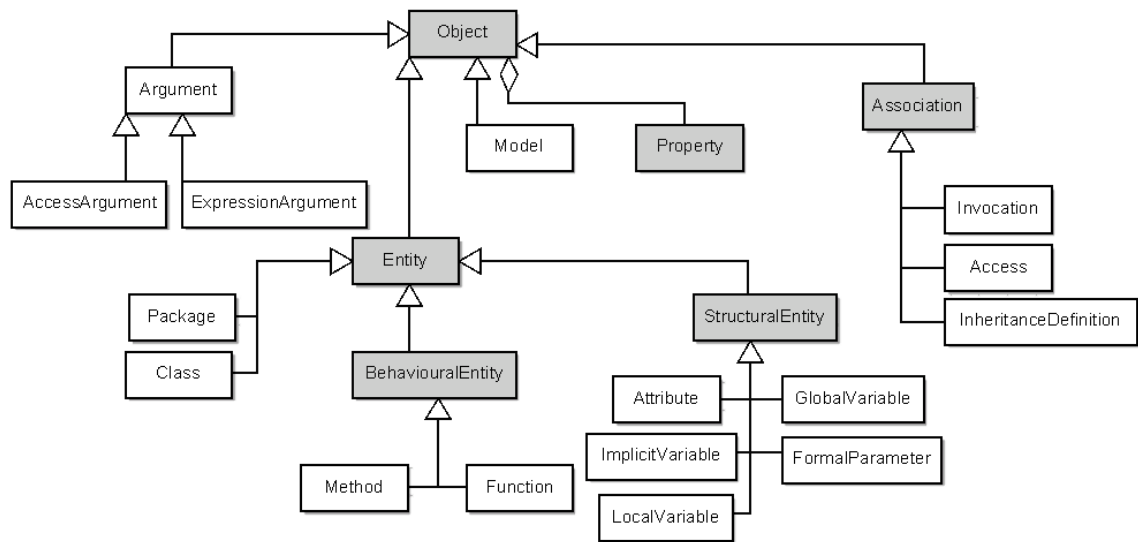 Object
Argument
Association
Model
Property
AccessArgument
ExpressionArgument
Invocation
Entity
Access
Package
StructuralEntity
InheritanceDefinition
Class
BehaviouralEntity
Attribute
GlobalVariable
ImplicitVariable
FormalParameter
Method
Function
LocalVariable